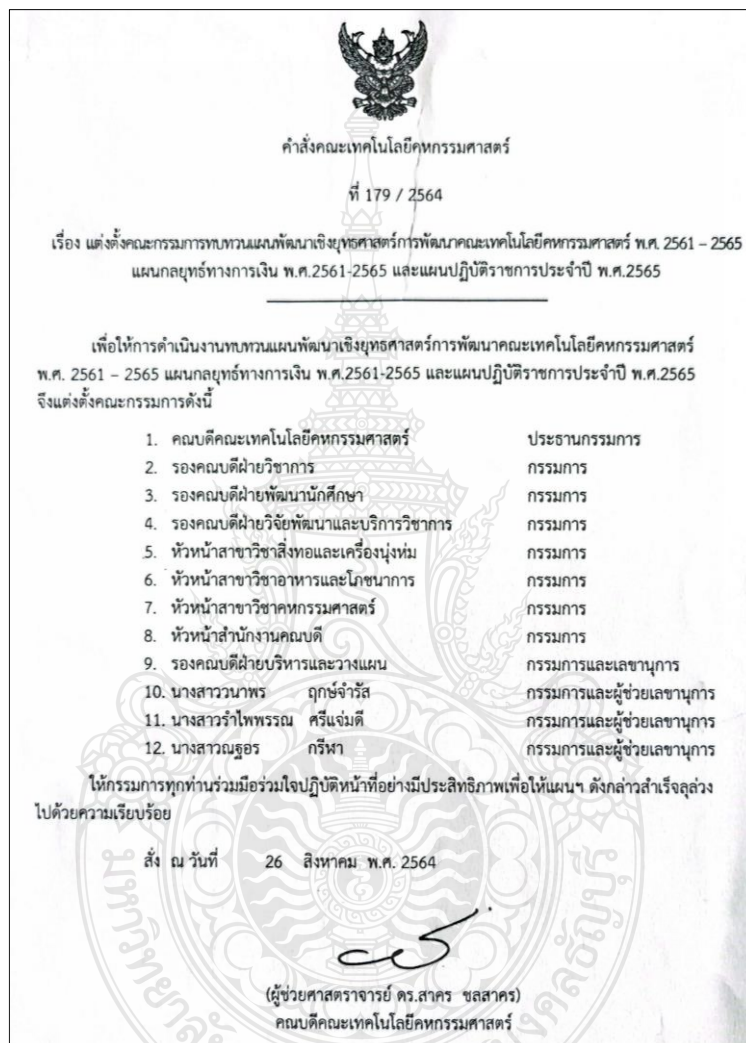 คำสั่งคณะเทคโนโลยีคหกรรมศาสตร์
ที่ 179 / 2564
เรื่อง แต่งตั้งคณะกรรมการทบทวนแผนพัฒนาเชิงยุทธศาสตร์การพัฒนาคณะเทคโนโลยีคหกรรมศาสตร์ พ.ศ. 2561 – 2565
แผนกลยุทธ์ทางการเงิน พ.ศ.2561-2565 และแผนปฏิบัติราชการประจำปี พ.ศ.2565
เพื่อให้การดำเนินงานทบทวนแผนพัฒนาเชิงยุทธศาสตร์การพัฒนาคณะเทคโนโลยีคหกรรมศาสตร์
พ.ศ. 2561 – 2565 แผนกลยุทธ์ทางการเงิน พ.ศ.2561-2565 และแผนปฏิบัติราชการประจำปี พ.ศ.2565
จึงแต่งตั้งคณะกรรมการดังนี้
1. คณบดีคณะเทคโนโลยีคหกรรมศาสตร์ ประธานกรรมการ
2. รองคณบดีฝ่ายวิชาการ กรรมการ
3. รองคณบดีฝ่ายพัฒนานักศึกษา กรรมการ
4. รองคณบดีฝ่ายวิจัยพัฒนาและบริการวิชาการ กรรมการ
5. หัวหน้าสาขาวิชาสิ่งทอและเครื่องนุ่งห่ม กรรมการ
6. หัวหน้าสาขาวิชาอาหารและโภชนาการ กรรมการ
7. หัวหน้าสาขาวิชาคหกรรมศาสตร์ กรรมการ
8. หัวหน้าสำนักงานคณบดี กรรมการ
9. รองคณบดีฝ่ายบริหารและวางแผน กรรมการและเลขานุการ
10. นางสาววนาพร ฤกษ์จำรัส กรรมการและผู้ช่วยเลขานุการ
11. นางสาวรำไพพรรณ ศรีแจ่มดี กรรมการและผู้ช่วยเลขานุการ
12. นางสาวณฐอร กรีหา กรรมการและผู้ช่วยเลขานุการ
ให้กรรมการทุกท่านร่วมมือร่วมใจปฏิบัติหน้าที่อย่างมีประสิทธิภาพเพื่อให้แผนฯ ดังกล่าวสำเร็จลุล่วง
ไปด้วยความเรียบร้อย
สั่ง ณ วันที่ 26 สิงหาคม พ.ศ. 2564
(ผู้ช่วยศาสตราจารย์ ดร.สาคร ชลสาคร)
คณบดีคณะเทคโนโลยีคหกรรมศาสตร์